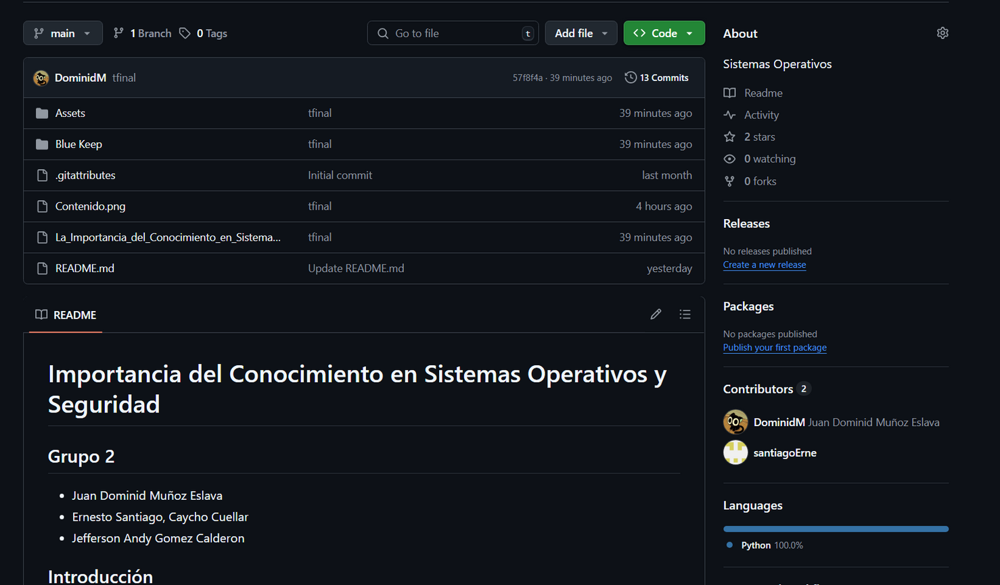 main
1 Branch
0 Tags
Go to file
t
Add file
Code
DominidM tfinal
57f8f4a · 39 minutes ago
13 Commits
Assets tfinal 39 minutes ago
Blue Keep tfinal 39 minutes ago
.gitattributes Initial commit last month
Contenido.png tfinal 4 hours ago
La_Importancia_del_Conocimiento_en_Sistema... tfinal 39 minutes ago
README.md Update README.md yesterday
README
Importancia del Conocimiento en Sistemas Operativos y
Seguridad
Grupo 2
• Juan Dominid Muñoz Eslava
• Ernesto Santiago, Caycho Cuellar
• Jefferson Andy Gomez Calderon
Introducción
About
Sistemas Operativos
Readme
Activity
2 stars
0 watching
0 forks
Releases
No releases published
Create a new release
Packages
No packages published
Publish your first package
Contributors 2
DominidM Juan Dominid Muñoz Eslava
santiagoErne
Languages
Python 100.0%